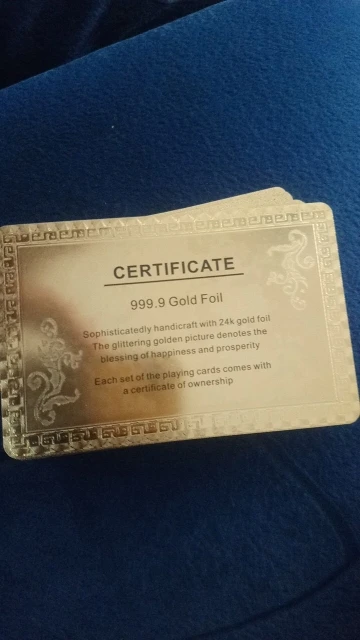 CERTIFICATE
999.9 Gold Foil
Sophisticatedly handicraft with 24k gold foil
The glittering golden picture denotes the
blessing of happiness and prosperity
Each set of the playing cards comes with
a certificate of ownership